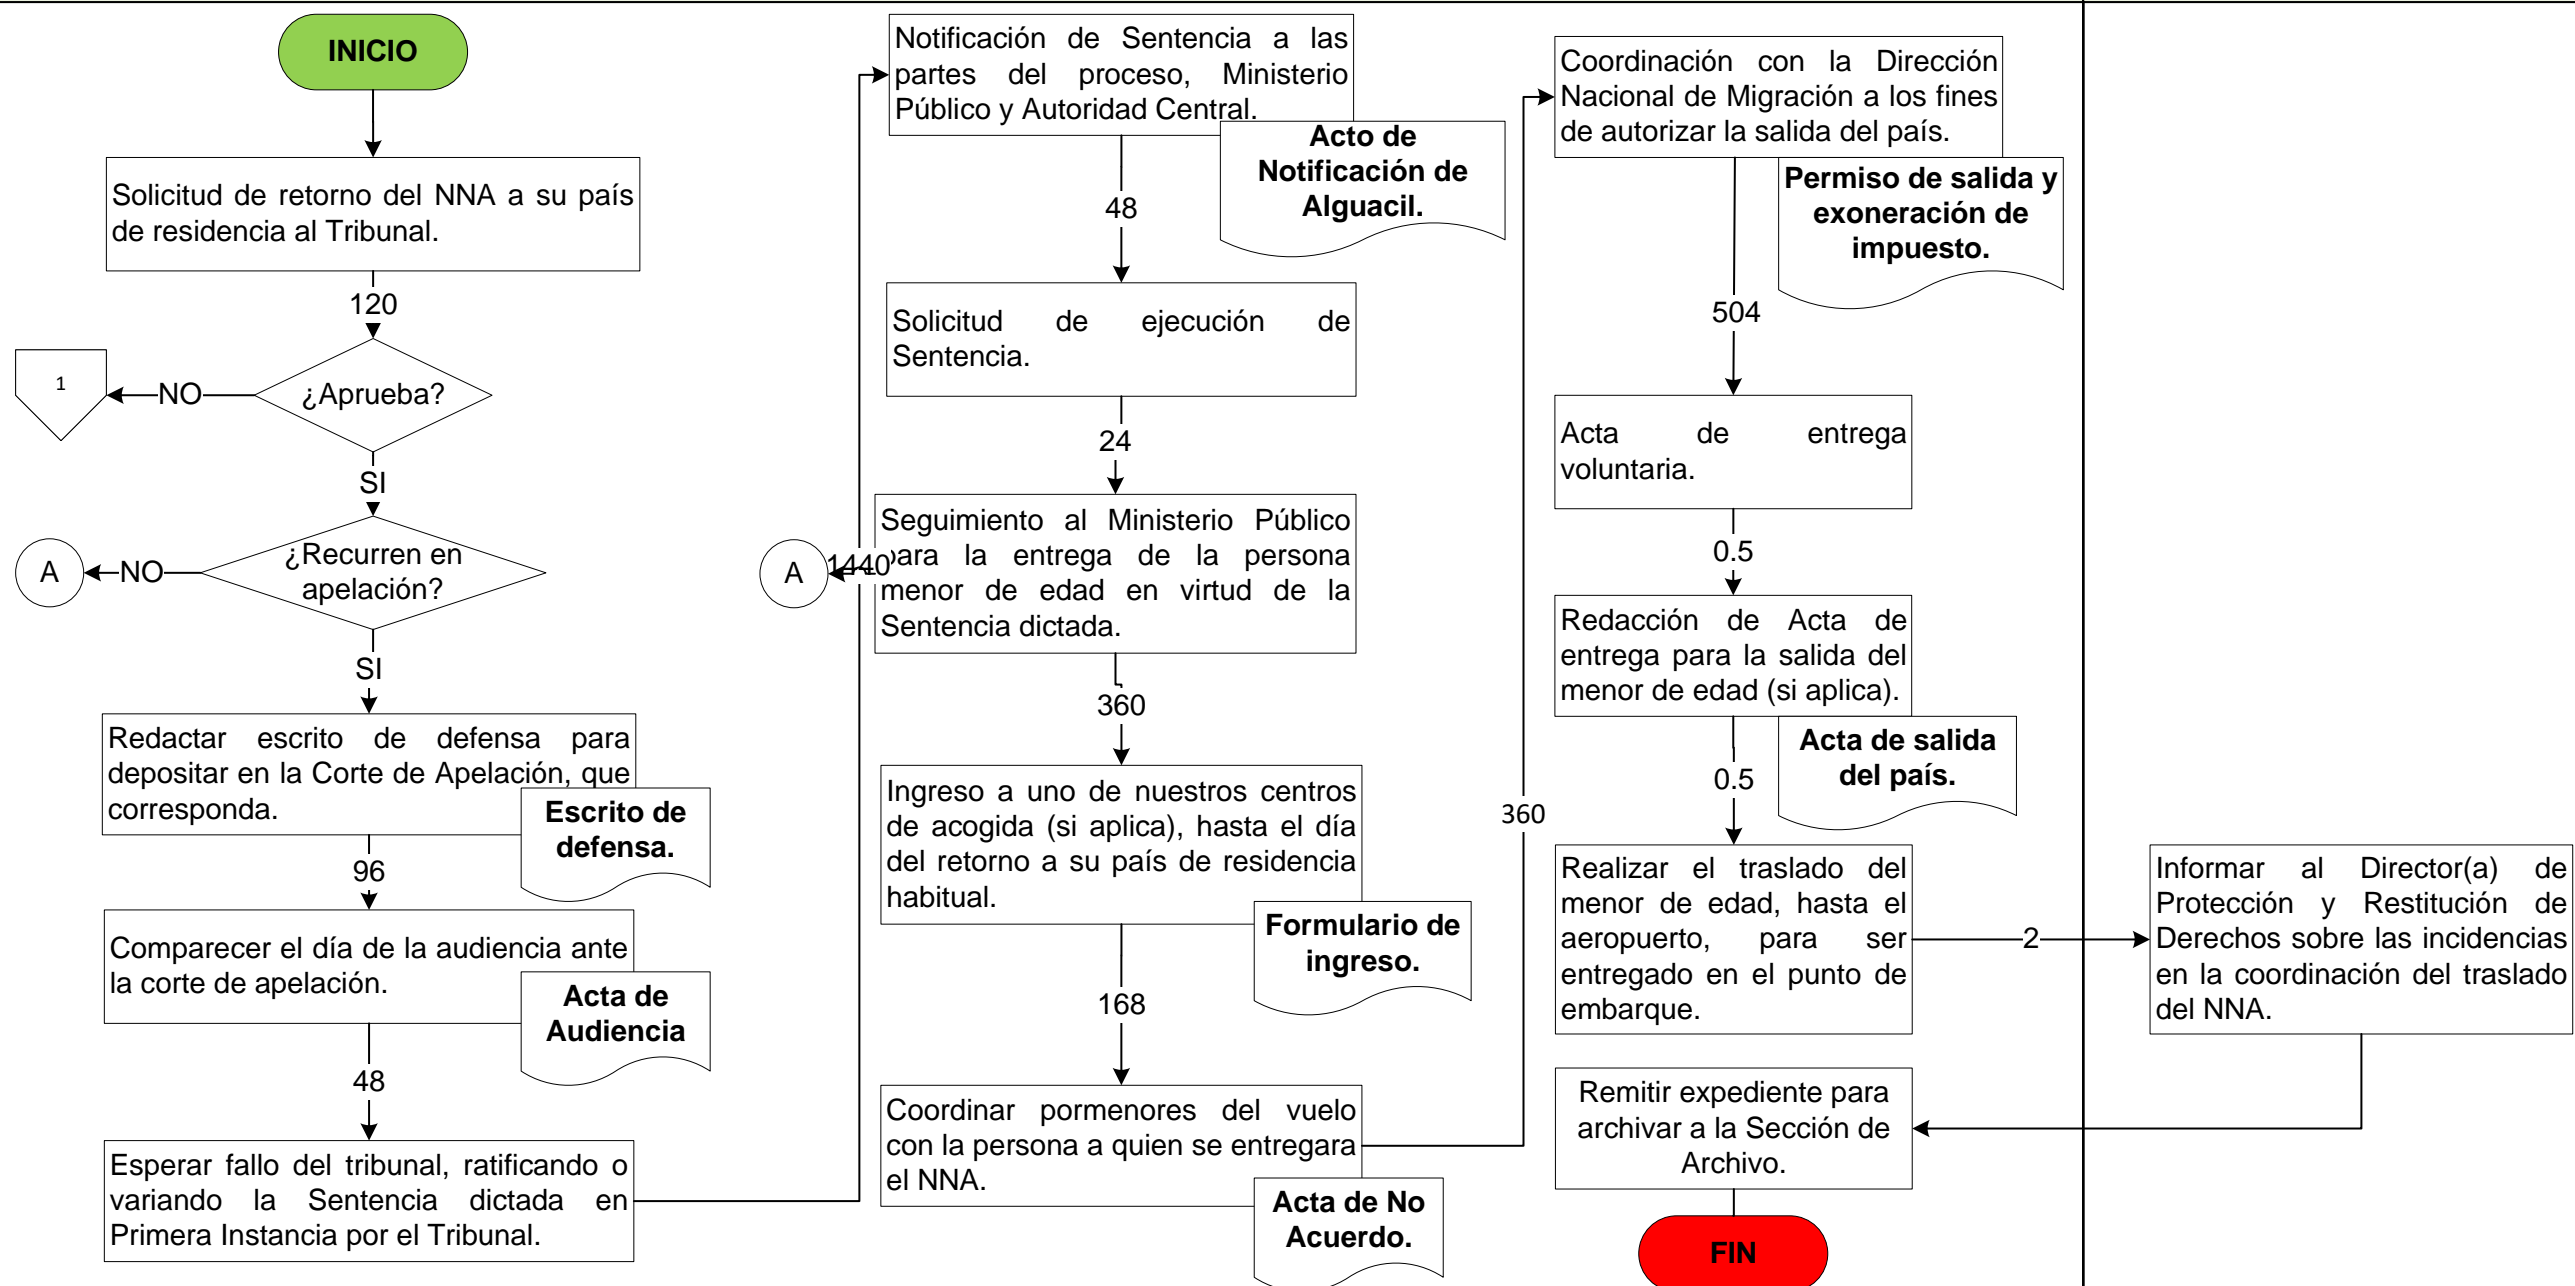 INICIO
Solicitud de retorno del NNA a su país
de residencia al Tribunal.
120
¿Aprueba?
NO
1
SI
¿Recurren en
apelación?
NO
A
SI
Redactar escrito de defensa para
depositar en la Corte de Apelación, que
corresponda.
Escrito de
defensa.
96
Comparecer el día de la audiencia ante
la corte de apelación.
Acta de
Audiencia
48
Esperar fallo del tribunal, ratificando o
variando la Sentencia dictada en
Primera Instancia por el Tribunal.
1440
Notificación de Sentencia a las
partes del proceso, Ministerio
Público y Autoridad Central.
Acto de
Notificación de
Alguacil.
48
Solicitud de ejecución de
Sentencia.
24
A
Seguimiento al Ministerio Público
para la entrega de la persona
menor de edad en virtud de la
Sentencia dictada.
360
Ingreso a uno de nuestros centros
de acogida (si aplica), hasta el día
del retorno a su país de residencia
habitual.
Formulario de
ingreso.
168
Coordinar pormenores del vuelo
con la persona a quien se entregara
el NNA.
Acta de No
Acuerdo.
360
Coordinación con la Dirección
Nacional de Migración a los fines
de autorizar la salida del país.
Permiso de salida y
exoneración de
impuesto.
504
Acta de entrega
voluntaria.
0.5
Redacción de Acta de
entrega para la salida del
menor de edad (si aplica).
Acta de salida
del país.
0.5
Realizar el traslado del
menor de edad, hasta el
aeropuerto, para ser
entregado en el punto de
embarque.
2
Informar al Director(a) de
Protección y Restitución de
Derechos sobre las incidencias
en la coordinación del traslado
del NNA.
Remitir expediente para
archivar a la Sección de
Archivo.
FIN